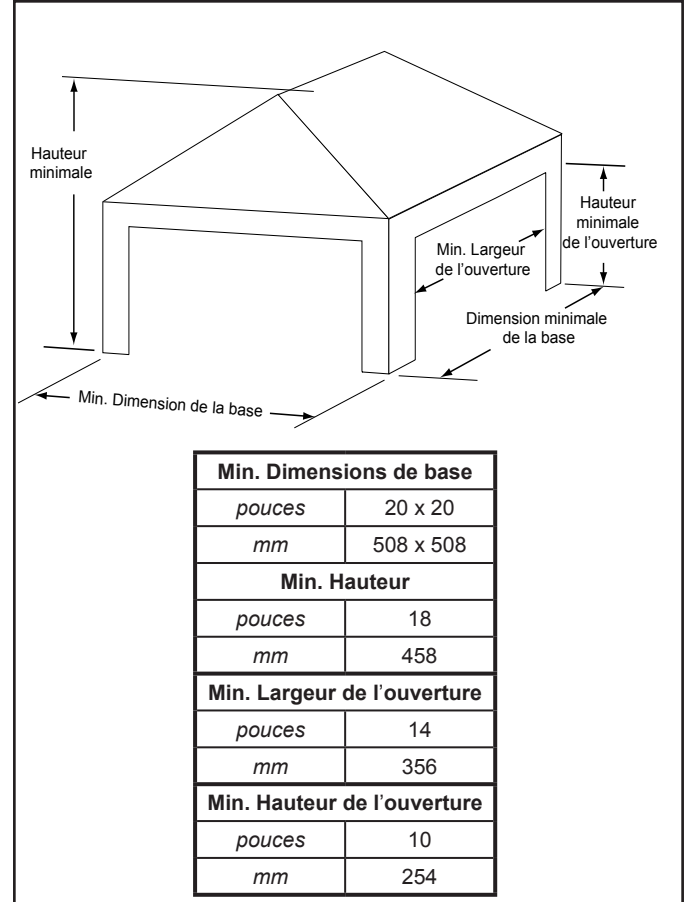 Hauteur
minimale
Hauteur
minimale
de l'ouverture
Min. Largeur
de l'ouverture
Dimension minimale
de la base
Min. Dimension de la base
Min. Dimensions de base
pouces 20 x 20
mm 508 x 508
Min. Hauteur
pouces 18
mm 458
Min. Largeur de l'ouverture
pouces 14
mm 356
Min. Hauteur de l'ouverture
pouces 10
mm 254